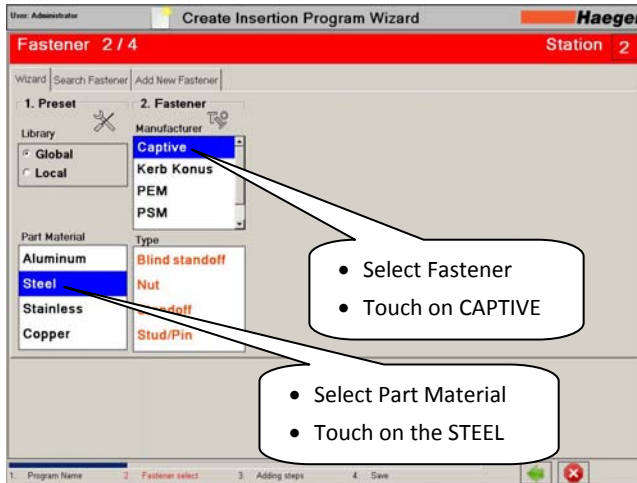 User: Administrator
Create Insertion Program Wizard
Haeger
Fastener 2 / 4
Station 2
Wizard
Search Fastener
Add New Fastener
1. Preset
2. Fastener
Library
Global
Local
Manufacturer
Captive
Kerb Konus
PEM
PSM
Part Material
Aluminum
Steel
Stainless
Copper
Type
Blind standoff
Nut
Stud/Pin
• Select Fastener
• Touch on CAPTIVE
• Select Part Material
• Touch on the STEEL
1. Program Name
2 Fastener select
3 Adding steps
4. Save